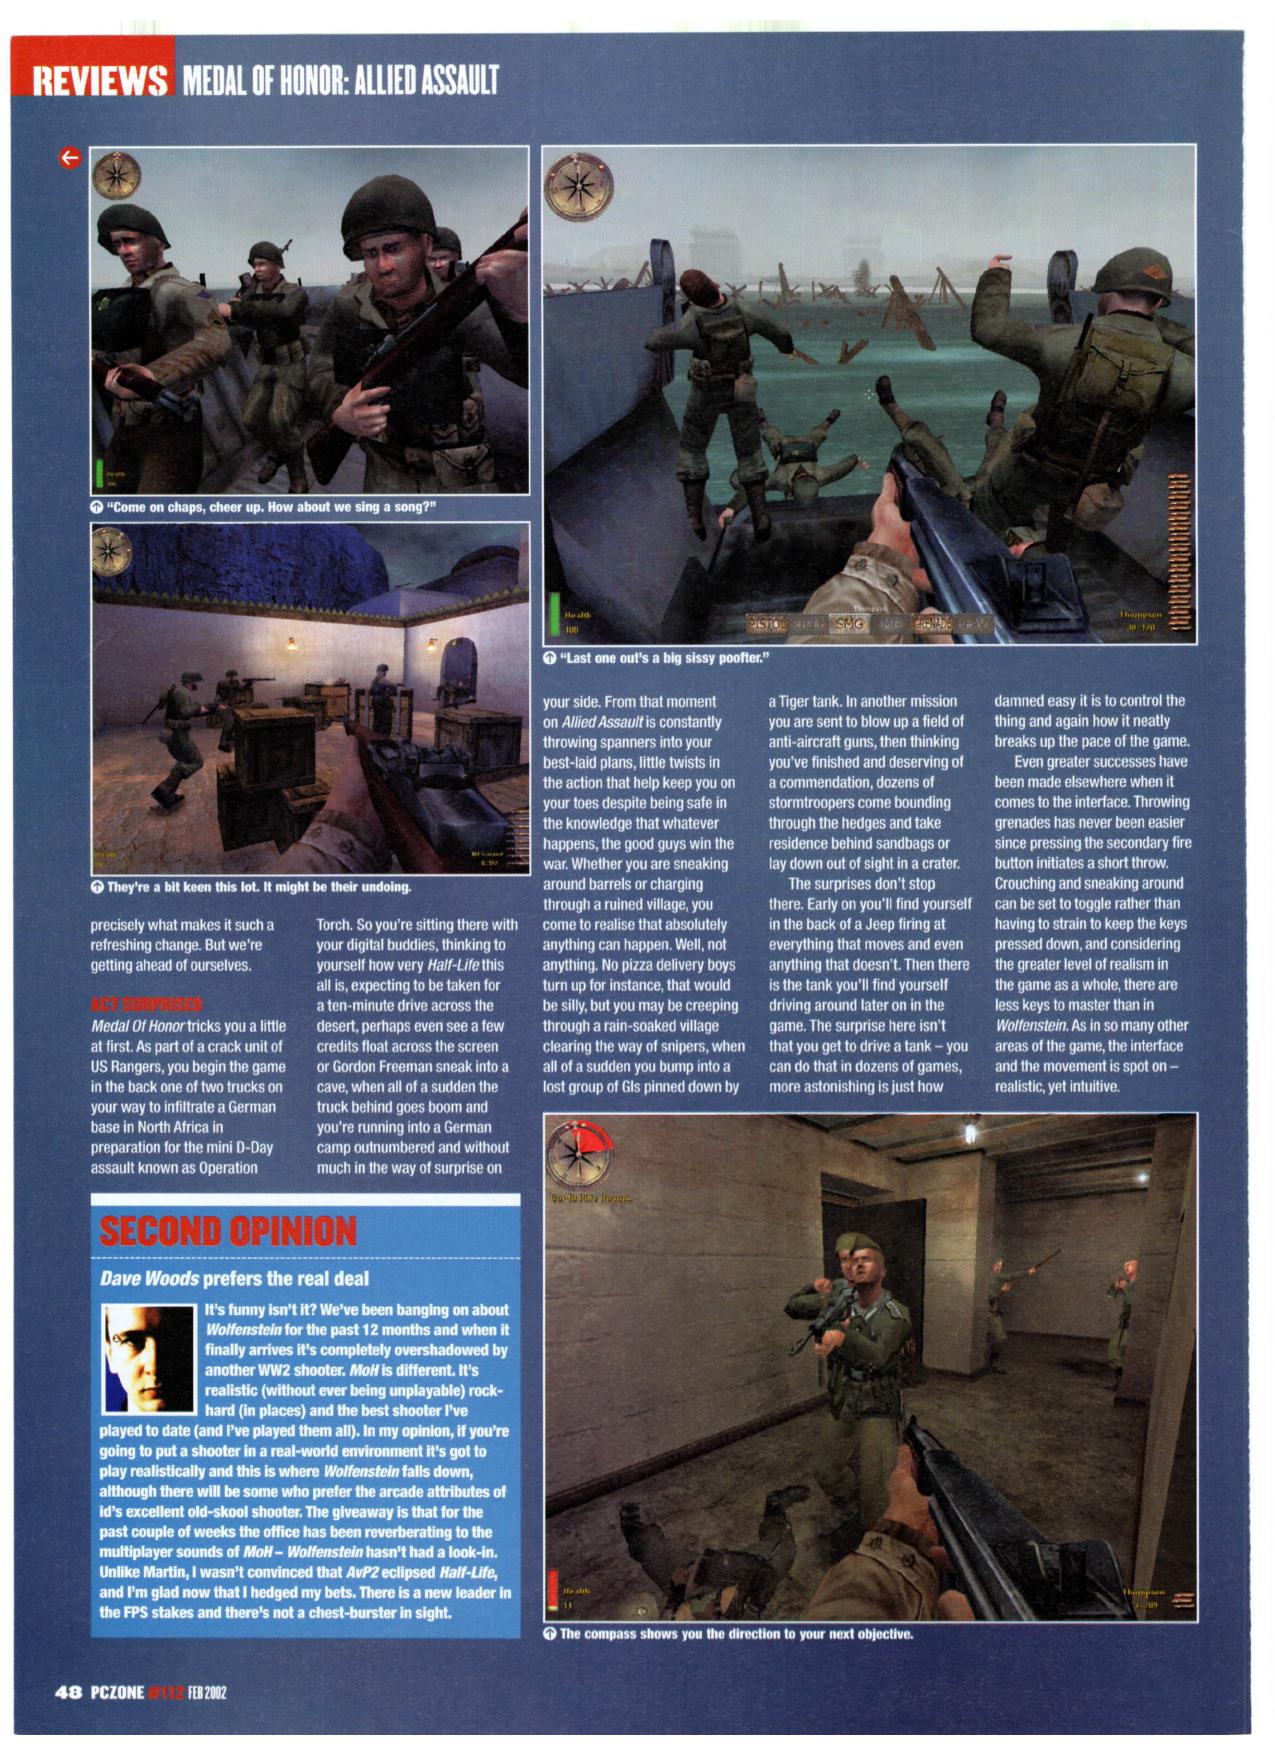 REVIEWS MEDAL OF HONOR: ALLIED ASSAULT
Health
"Come on chaps, cheer up. How about we sing a song?"
Thompson
PISTOL RIFLE SMG MG GRENADE HEAVY
Health
100
Thompson
"Last one out's a big sissy poofter."
M1 Garand
They're a bit keen this lot. It might be their undoing.
precisely what makes it such a
refreshing change. But we're
getting ahead of ourselves.
ACT SURPRISED
Medal Of Honor tricks you a little
at first. As part of a crack unit of
US Rangers, you begin the game
in the back one of two trucks on
your way to infiltrate a German
base in North Africa in
preparation for the mini D-Day
assault known as Operation
Torch. So you're sitting there with
your digital buddies, thinking to
yourself how very Half-Life this
all is, expecting to be taken for
a ten-minute drive across the
desert, perhaps even see a few
credits float across the screen
or Gordon Freeman sneak into a
cave, when all of a sudden the
truck behind goes boom and
you're running into a German
camp outnumbered and without
much in the way of surprise on
your side. From that moment
on Allied Assault is constantly
throwing spanners into your
best-laid plans, little twists in
the action that help keep you on
your toes despite being safe in
the knowledge that whatever
happens, the good guys win the
war. Whether you are sneaking
around barrels or charging
through a ruined village, you
come to realise that absolutely
anything can happen. Well, not
anything. No pizza delivery boys
turn up for instance, that would
be silly, but you may be creeping
through a rain-soaked village
clearing the way of snipers, when
all of a sudden you bump into a
lost group of GIs pinned down by
a Tiger tank. In another mission
you are sent to blow up a field of
anti-aircraft guns, then thinking
you've finished and deserving of
a commendation, dozens of
stormtroopers come bounding
through the hedges and take
residence behind sandbags or
lay down out of sight in a crater.
The surprises don't stop
there. Early on you'll find yourself
in the back of a Jeep firing at
everything that moves and even
anything that doesn't. Then there
is the tank you'll find yourself
driving around later on in the
game. The surprise here isn't
that you get to drive a tank – you
can do that in dozens of games,
more astonishing is just how
damned easy it is to control the
thing and again how it neatly
breaks up the pace of the game.
Even greater successes have
been made elsewhere when it
comes to the interface. Throwing
grenades has never been easier
since pressing the secondary fire
button initiates a short throw.
Crouching and sneaking around
can be set to toggle rather than
having to strain to keep the keys
pressed down, and considering
the greater level of realism in
the game as a whole, there are
less keys to master than in
Wolfenstein. As in so many other
areas of the game, the interface
and the movement is spot on –
realistic, yet intuitive.
SECOND OPINION
Dave Woods prefers the real deal
It's funny isn't it? We've been banging on about
Wolfenstein for the past 12 months and when it
finally arrives it's completely overshadowed by
another WW2 shooter. MoH is different. It's
realistic (without ever being unplayable) rock-
hard (in places) and the best shooter I've
played to date (and I've played them all). In my opinion, if you're
going to put a shooter in a real-world environment it's got to
play realistically and this is where Wolfenstein falls down,
although there will be some who prefer the arcade attributes of
id's excellent old-skool shooter. The giveaway is that for the
past couple of weeks the office has been reverberating to the
multiplayer sounds of MoH – Wolfenstein hasn't had a look-in.
Unlike Martin, I wasn't convinced that AvP2 eclipsed Half-Life,
and I'm glad now that I hedged my bets. There is a new leader in
the FPS stakes and there's not a chest-burster in sight.
Health
Thompson
The compass shows you the direction to your next objective.
48 PCZONE #112 FEB 2002